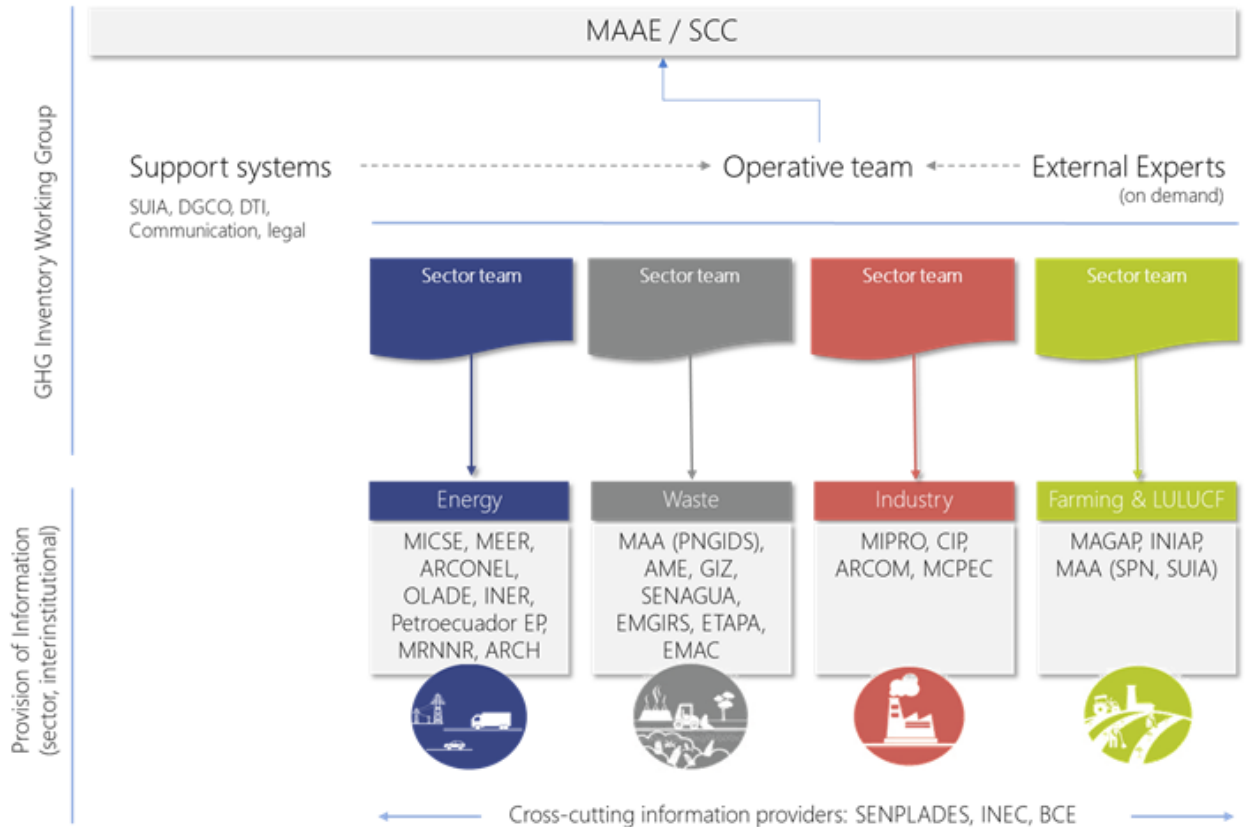 MAAE / SCC
GHG Inventory Working Group
Support systems
SUIA, DGCO, DTI,
Communication, legal
Operative team
External Experts
(on demand)
Sector team
Sector team
Sector team
Sector team
Provision of Information
(sector, interinstitutional)
Energy
MICSE, MEER,
ARCONEL,
OLADE, INER,
Petroecuador EP,
MRNNR, ARCH
Waste
MAA (PNGIDS),
AME, GIZ,
SENAGUA,
EMGIRS, ETAPA,
EMAC
Industry
MIPRO, CIP,
ARCOM, MCPEC
Farming & LULUCF
MAGAP, INIAP,
MAA (SPN, SUIA)
Cross-cutting information providers: SENPLADES, INEC, BCE